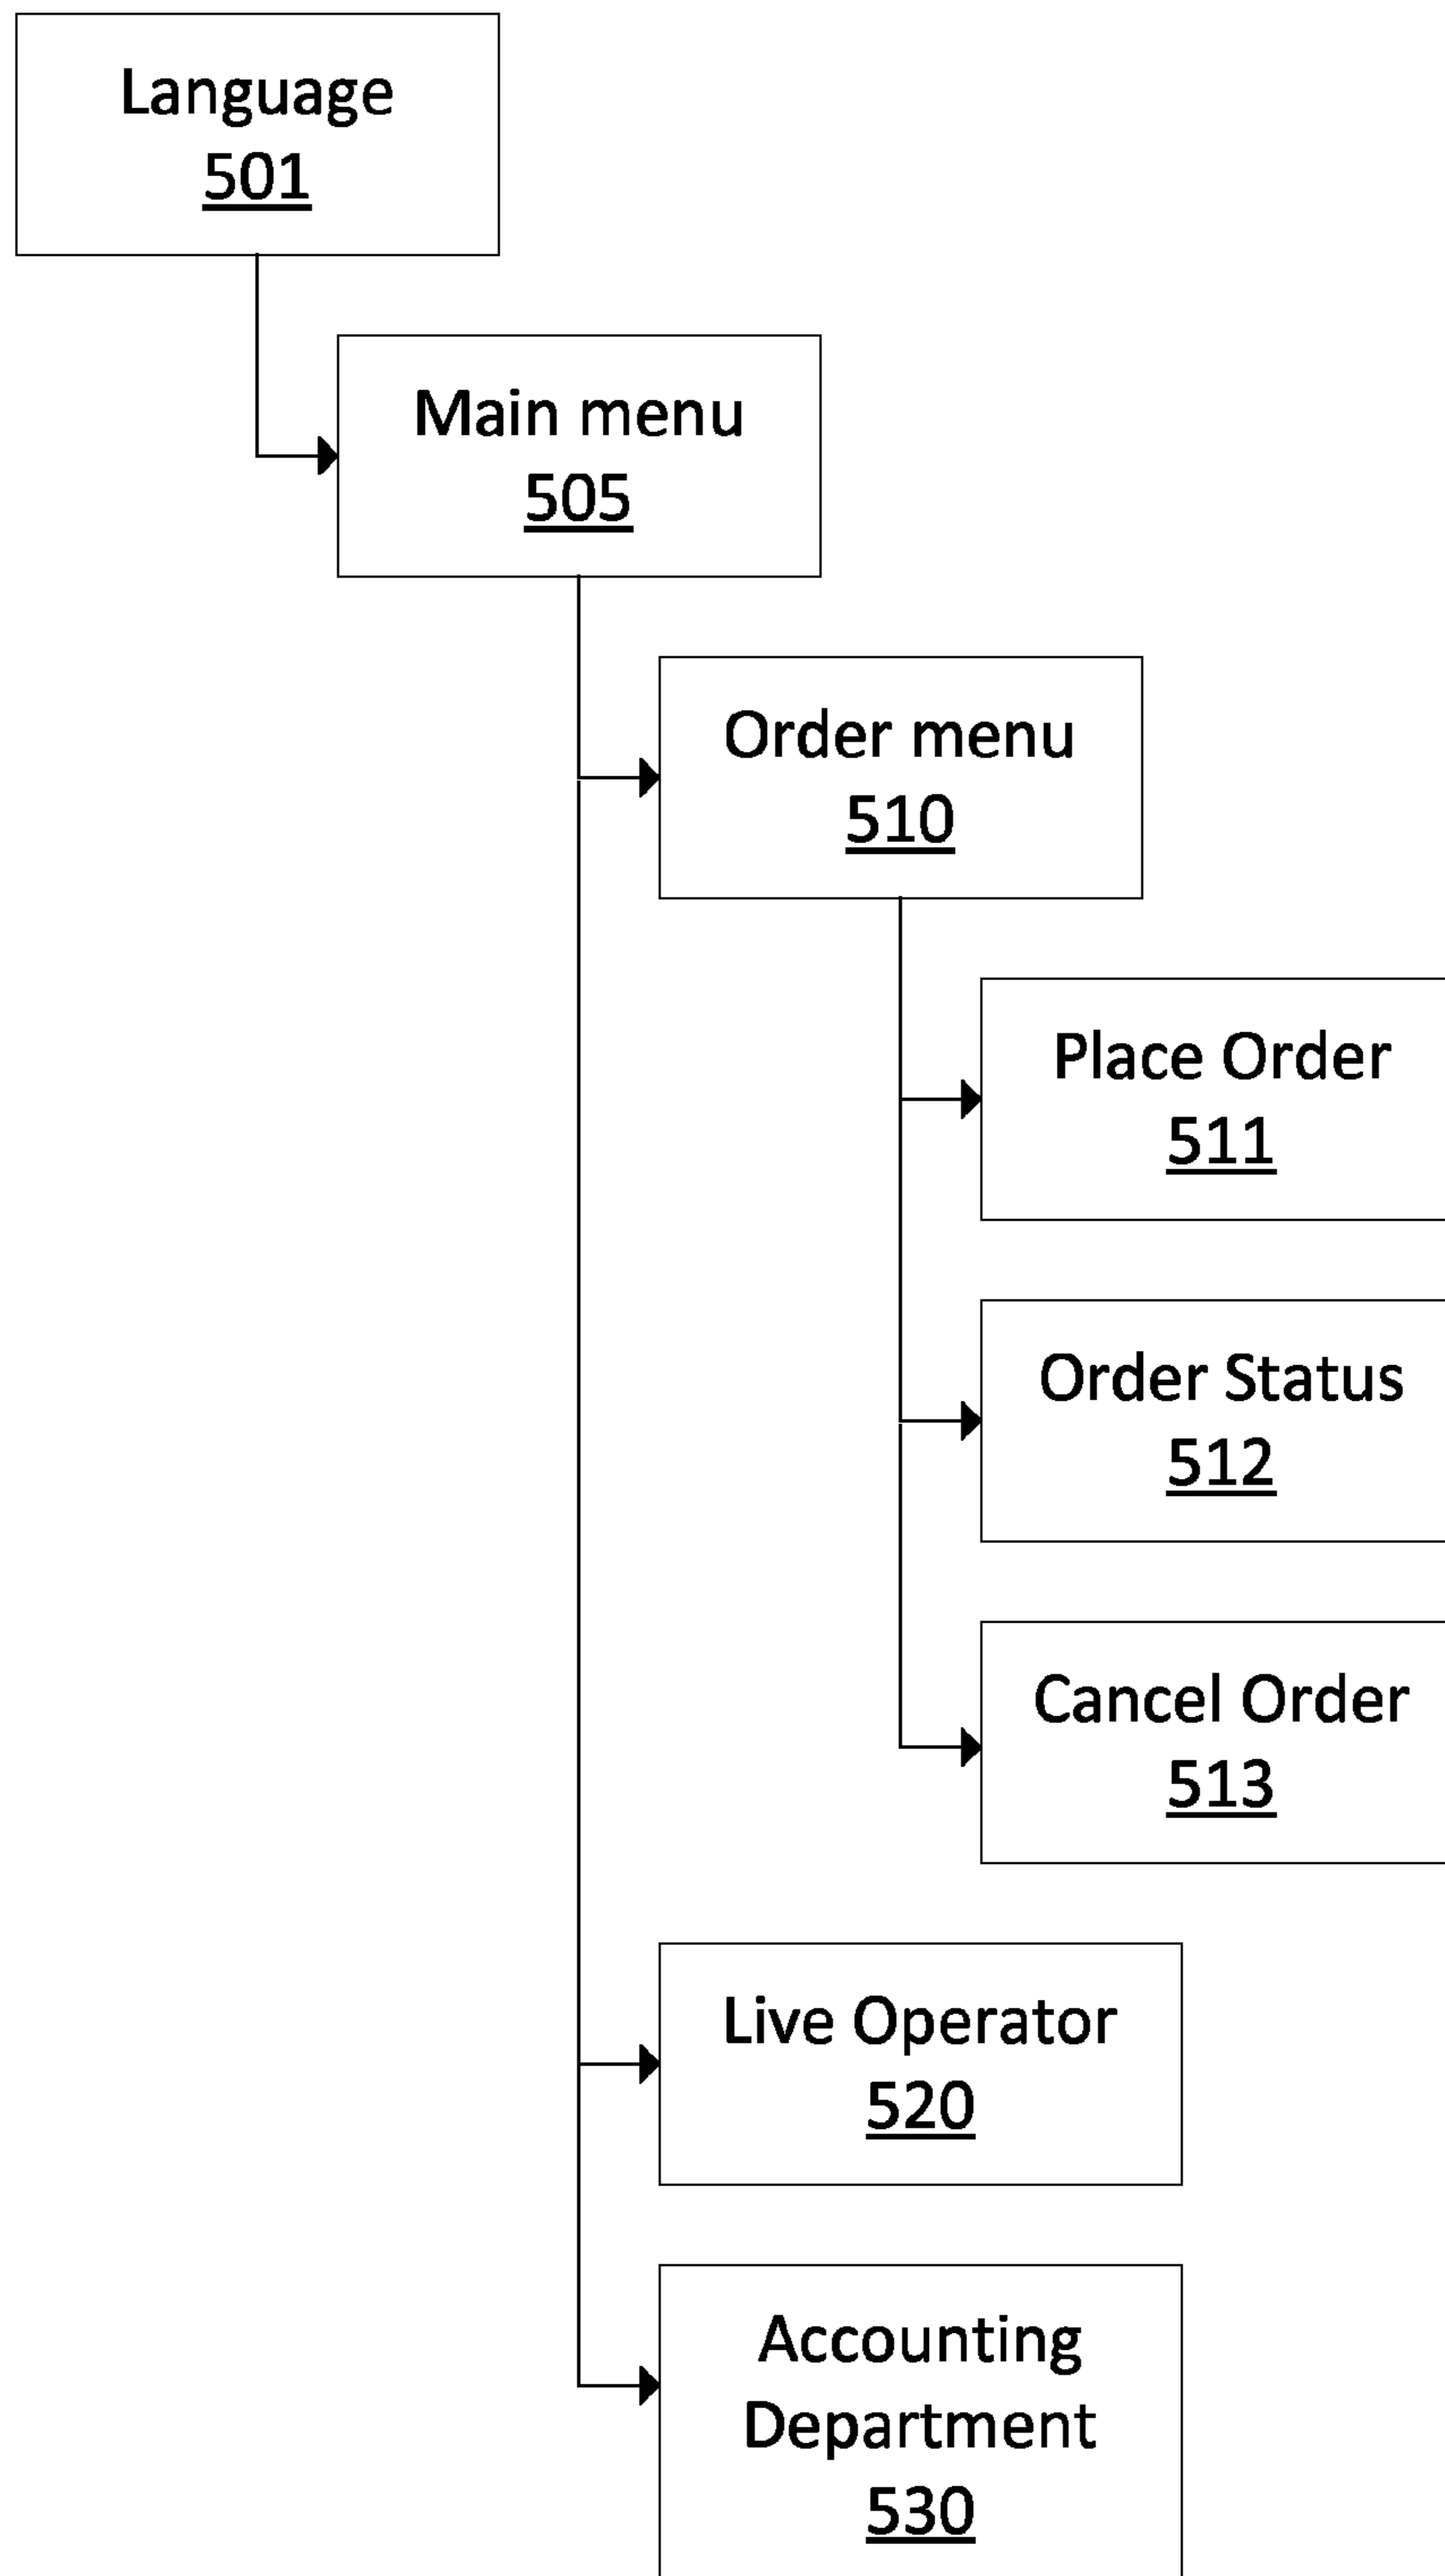 Language
501
Main menu
505
Order menu
510
Place Order
511
Order Status
512
Cancel Order
513
Live Operator
520
Accounting
Department
530